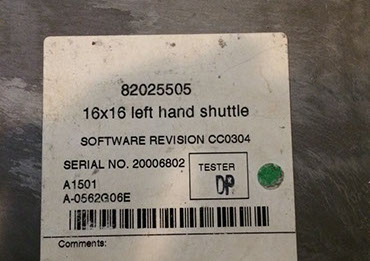 82025505
16x16 left hand shuttle
SOFTWARE REVISION CC0304
SERIAL NO. 20006802
TESTER
DP
A1501
A-0562G06E
Comments: